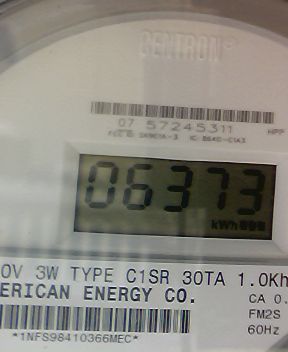 CENTRON®
07 57245311
HPP
06373
kWh
0V 3W TYPE C1SR 30TA 1.0Kh
ERICAN ENERGY CO.
CA 0.
FM2S
60Hz
*1NFS98410366MEC*